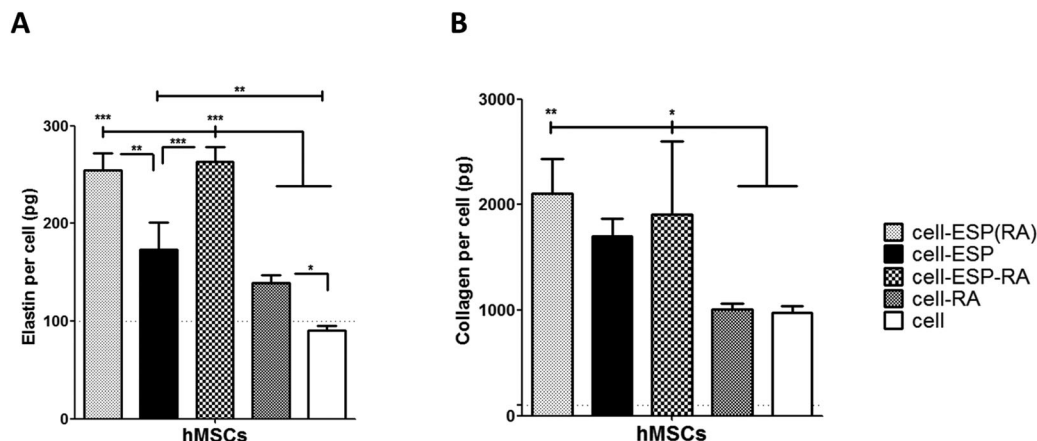 A
B
**
***
***
**
***
*
300
200
100
0
Elastin per cell (pg)
hMSCs
**
*
3000
2000
1000
0
Collagen per cell (pg)
hMSCs
cell-ESP(RA)
cell-ESP
cell-ESP-RA
cell-RA
cell